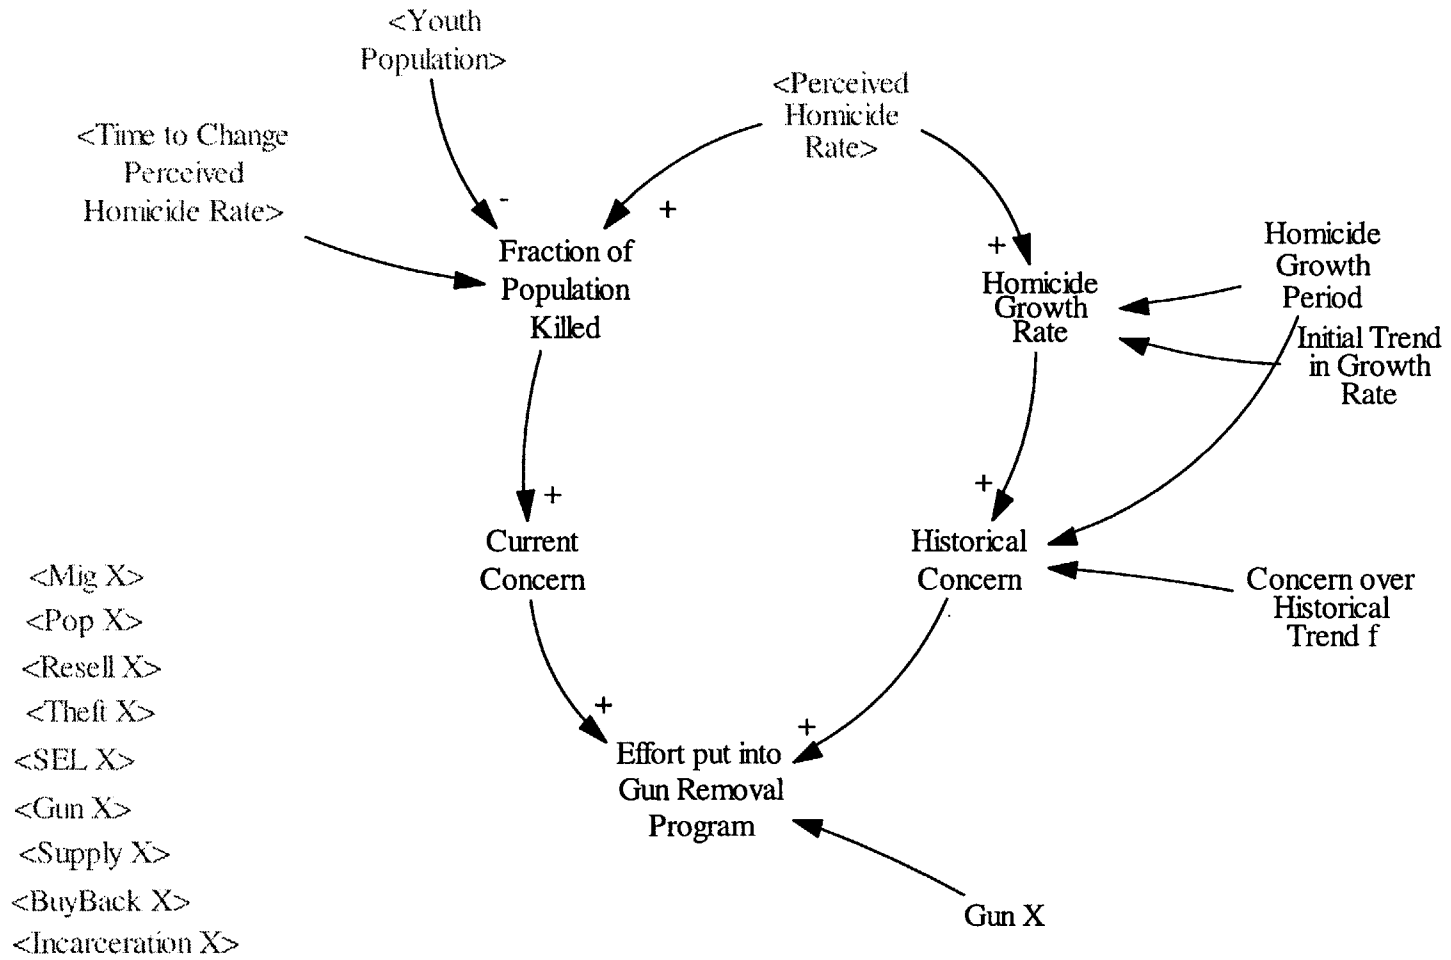 <Youth
Population>
<Perceived
Homicide
Rate>
<Time to Change
Perceived
Homicide Rate>
-
+
Fraction of
Population
Killed
+
Homicide
Growth
Rate
Homicide
Growth
Period
Initial Trend
in Growth
Rate
+
+
Current
Concern
Historical
Concern
Concern over
Historical
Trend f
<Mig X>
<Pop X>
<Resell X>
<Theft X>
<SEL X>
<Gun X>
<Supply X>
<BuyBack X>
<Incarceration X>
+
+
Effort put into
Gun Removal
Program
Gun X